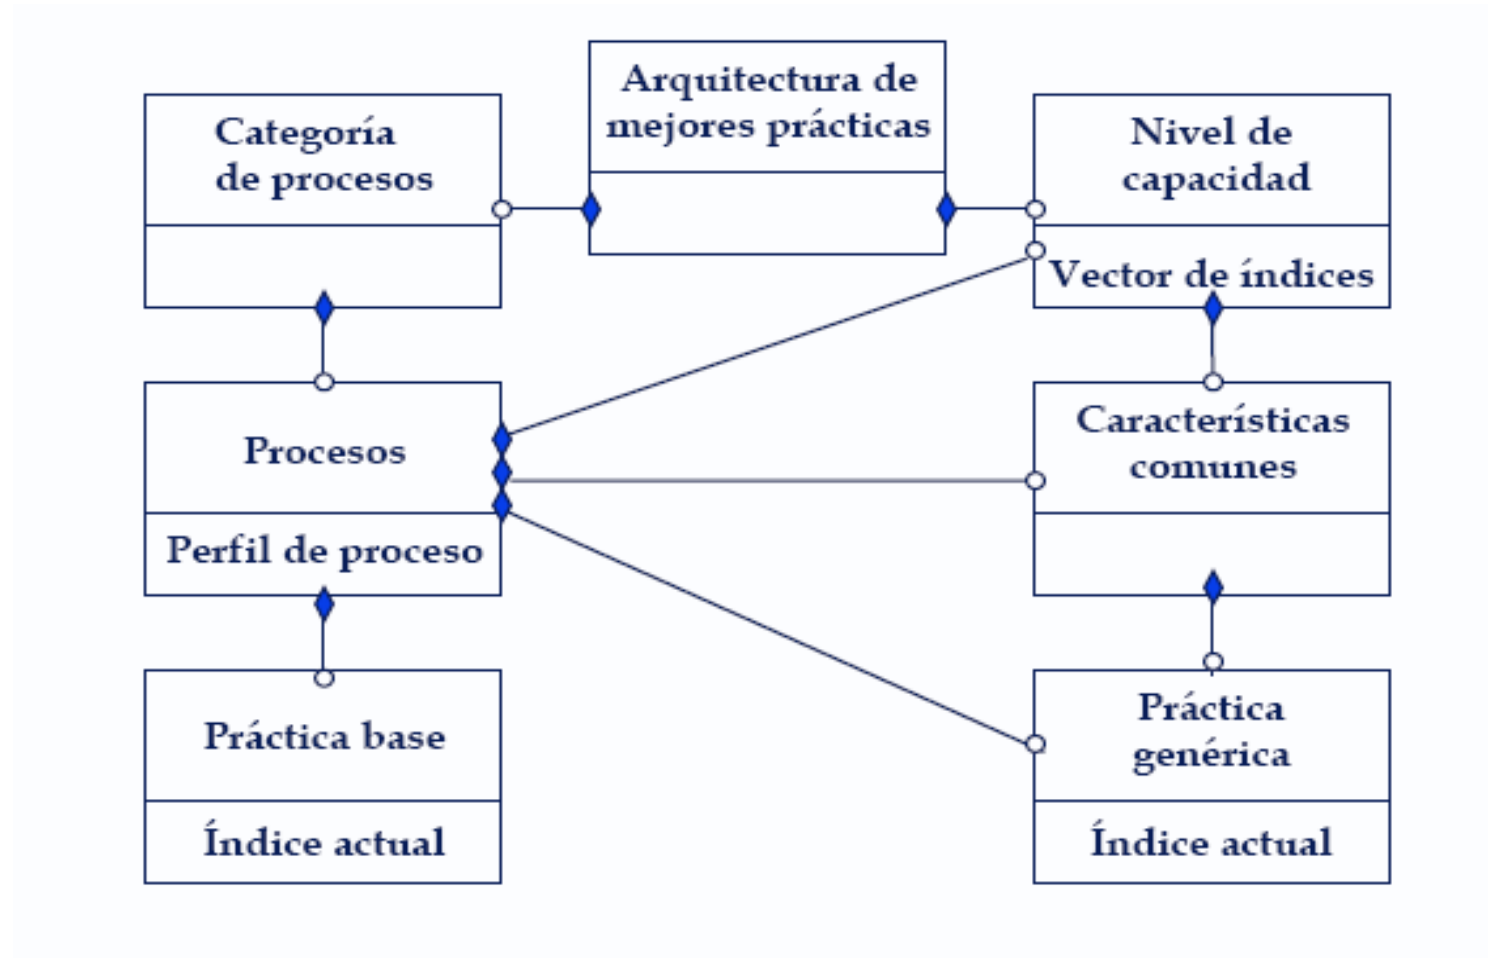 Arquitectura de
mejores prácticas
Categoría
de procesos
Nivel de
capacidad
Vector de índices
Procesos
Perfil de proceso
Características
comunes
Práctica base
Índice actual
Práctica
genérica
Índice actual